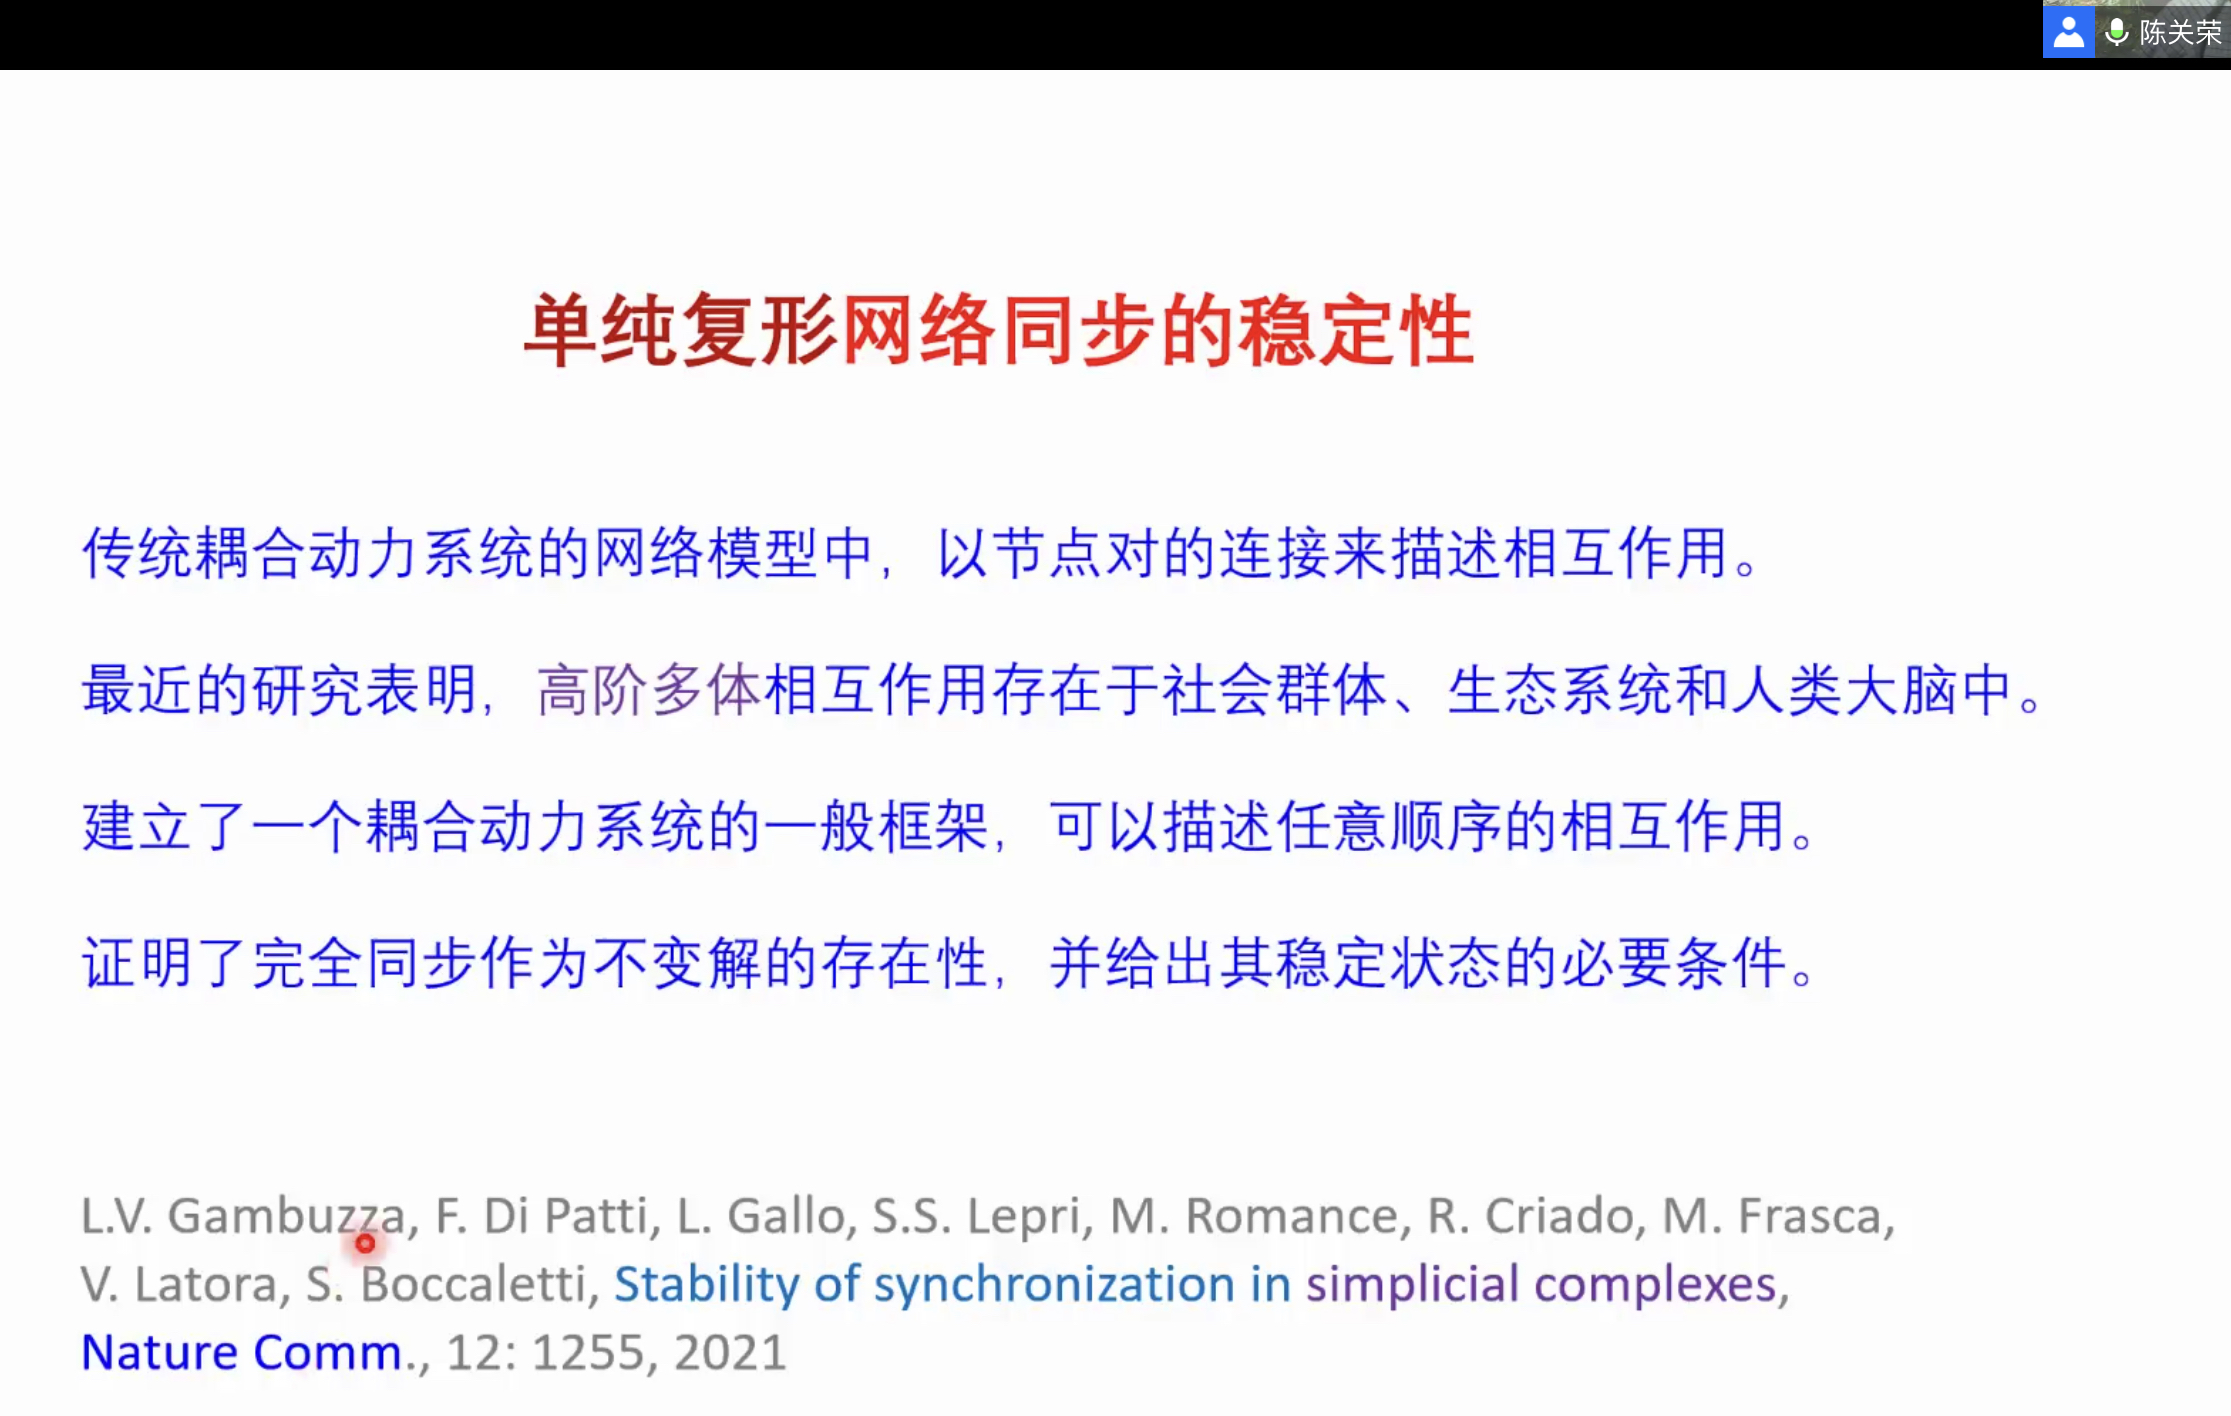 陈关荣
单纯复形网络同步的稳定性
传统耦合动力系统的网络模型中，以节点对的连接来描述相互作用。
最近的研究表明，高阶多体相互作用存在于社会群体、生态系统和人类大脑中。
建立了一个耦合动力系统的一般框架，可以描述任意顺序的相互作用。
证明了完全同步作为不变解的存在性，并给出其稳定状态的必要条件。
L.V. Gambuzza, F. Di Patti, L. Gallo, S.S. Lepri, M. Romance, R. Criado, M. Frasca,
V. Latora, S. Boccaletti, Stability of synchronization in simplicial complexes,
Nature Comm., 12: 1255, 2021